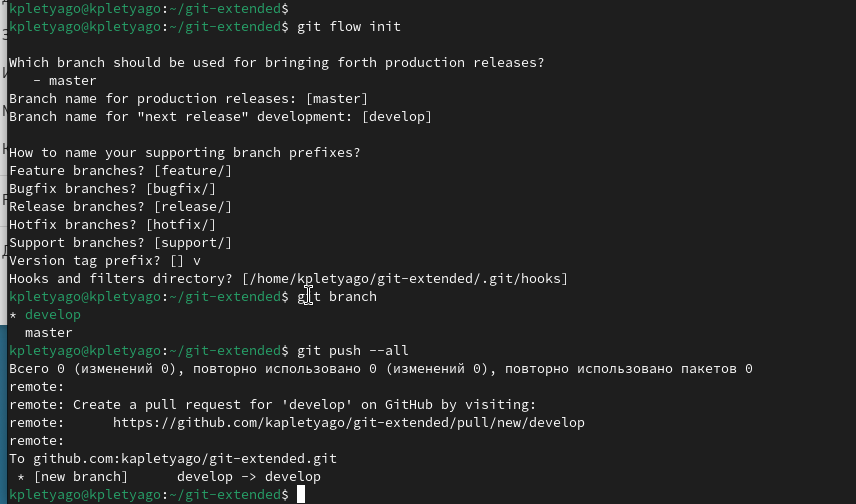 kpletyago@kpletyago:~/git-extended$
kpletyago@kpletyago:~/git-extended$ git flow init
Which branch should be used for bringing forth production releases?
   - master
Branch name for production releases: [master]
Branch name for "next release" development: [develop]
How to name your supporting branch prefixes?
Feature branches? [feature/]
Bugfix branches? [bugfix/]
Release branches? [release/]
Hotfix branches? [hotfix/]
Support branches? [support/]
Version tag prefix? [] v
Hooks and filters directory? [/home/kpletyago/git-extended/.git/hooks]
kpletyago@kpletyago:~/git-extended$ git branch
* develop
  master
kpletyago@kpletyago:~/git-extended$ git push --all
Всего 0 (изменений 0), повторно использовано 0 (изменений 0), повторно использовано пакетов 0
remote:
remote: Create a pull request for 'develop' on GitHub by visiting:
remote:      https://github.com/kapletyago/git-extended/pull/new/develop
remote:
To github.com:kapletyago/git-extended.git
 * [new branch]      develop -> develop
kpletyago@kpletyago:~/git-extended$